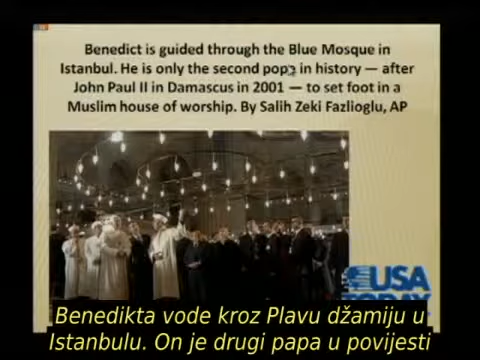 Benedict is guided through the Blue Mosque in
Istanbul. He is only the second pope in history — after
John Paul II in Damascus in 2001 — to set foot in a
Muslim house of worship. By Salih Zeki Fazlioglu, AP
USA
TODAY
Benedikta vode kroz Plavu džamiju u
Istanbulu. On je drugi papa u povijesti